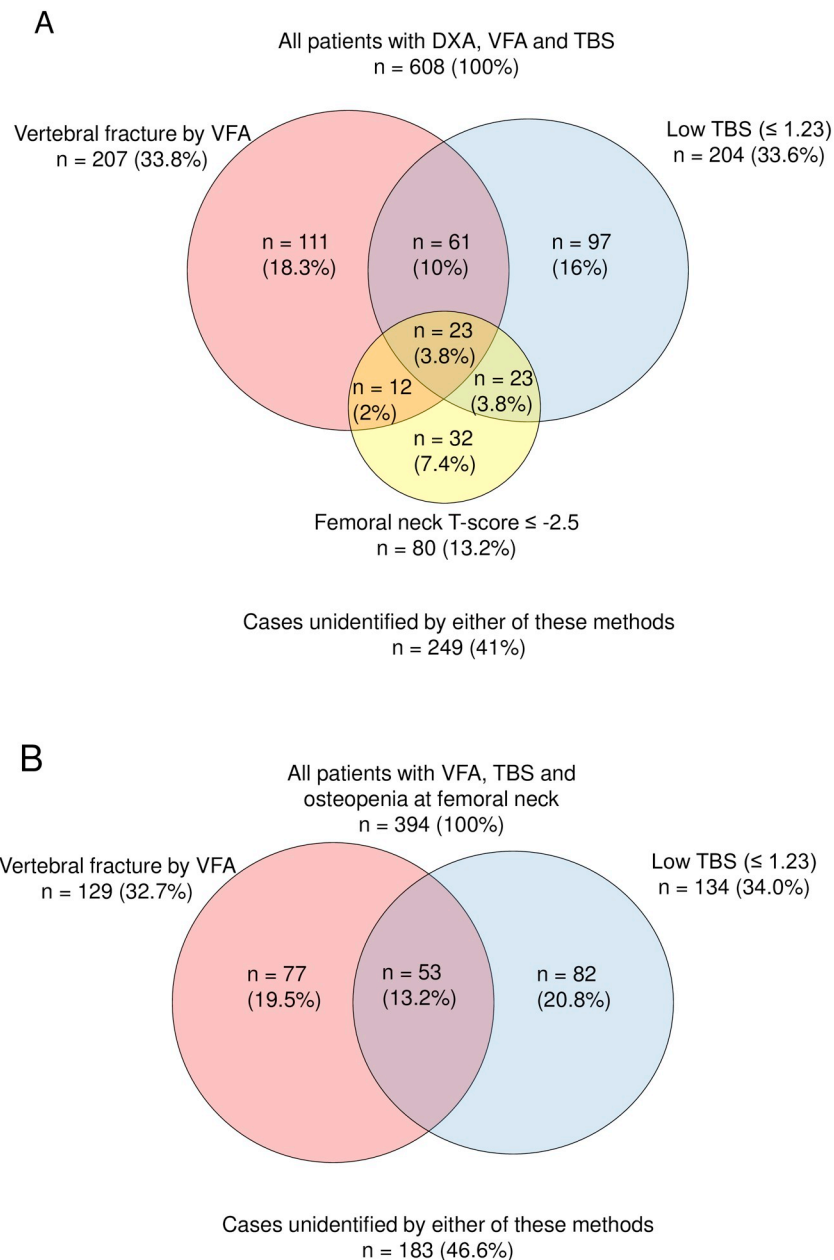 A
All patients with DXA, VFA and TBS
n = 608 (100%)
Vertebral fracture by VFA
n = 207 (33.8%)
Low TBS (≤ 1.23)
n = 204 (33.6%)
n = 111
(18.3%)
n = 61
(10%)
n = 97
(16%)
n = 23
(3.8%)
n = 12
(2%)
n = 23
(3.8%)
n = 32
(7.4%)
Femoral neck T-score ≤ -2.5
n = 80 (13.2%)
Cases unidentified by either of these methods
n = 249 (41%)
B
All patients with VFA, TBS and
osteopenia at femoral neck
n = 394 (100%)
Vertebral fracture by VFA
n = 129 (32.7%)
Low TBS (≤ 1.23)
n = 134 (34.0%)
n = 77
(19.5%)
n = 53
(13.2%)
n = 82
(20.8%)
Cases unidentified by either of these methods
n = 183 (46.6%)